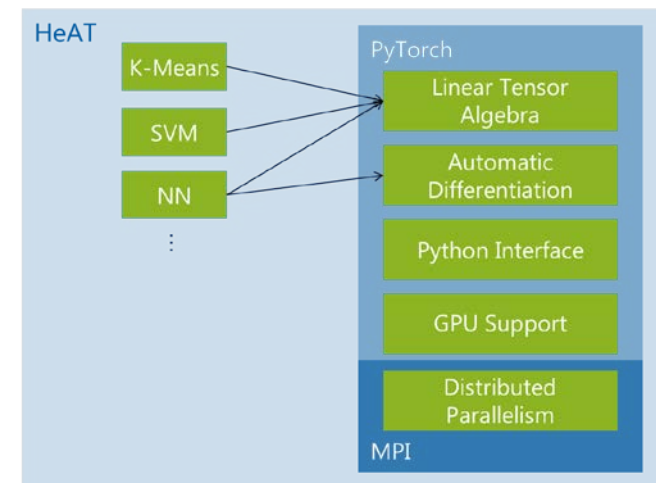 HeAT
K-Means
SVM
NN
⋮
PyTorch
Linear Tensor
Algebra
Automatic
Differentiation
Python Interface
GPU Support
Distributed
Parallelism
MPI